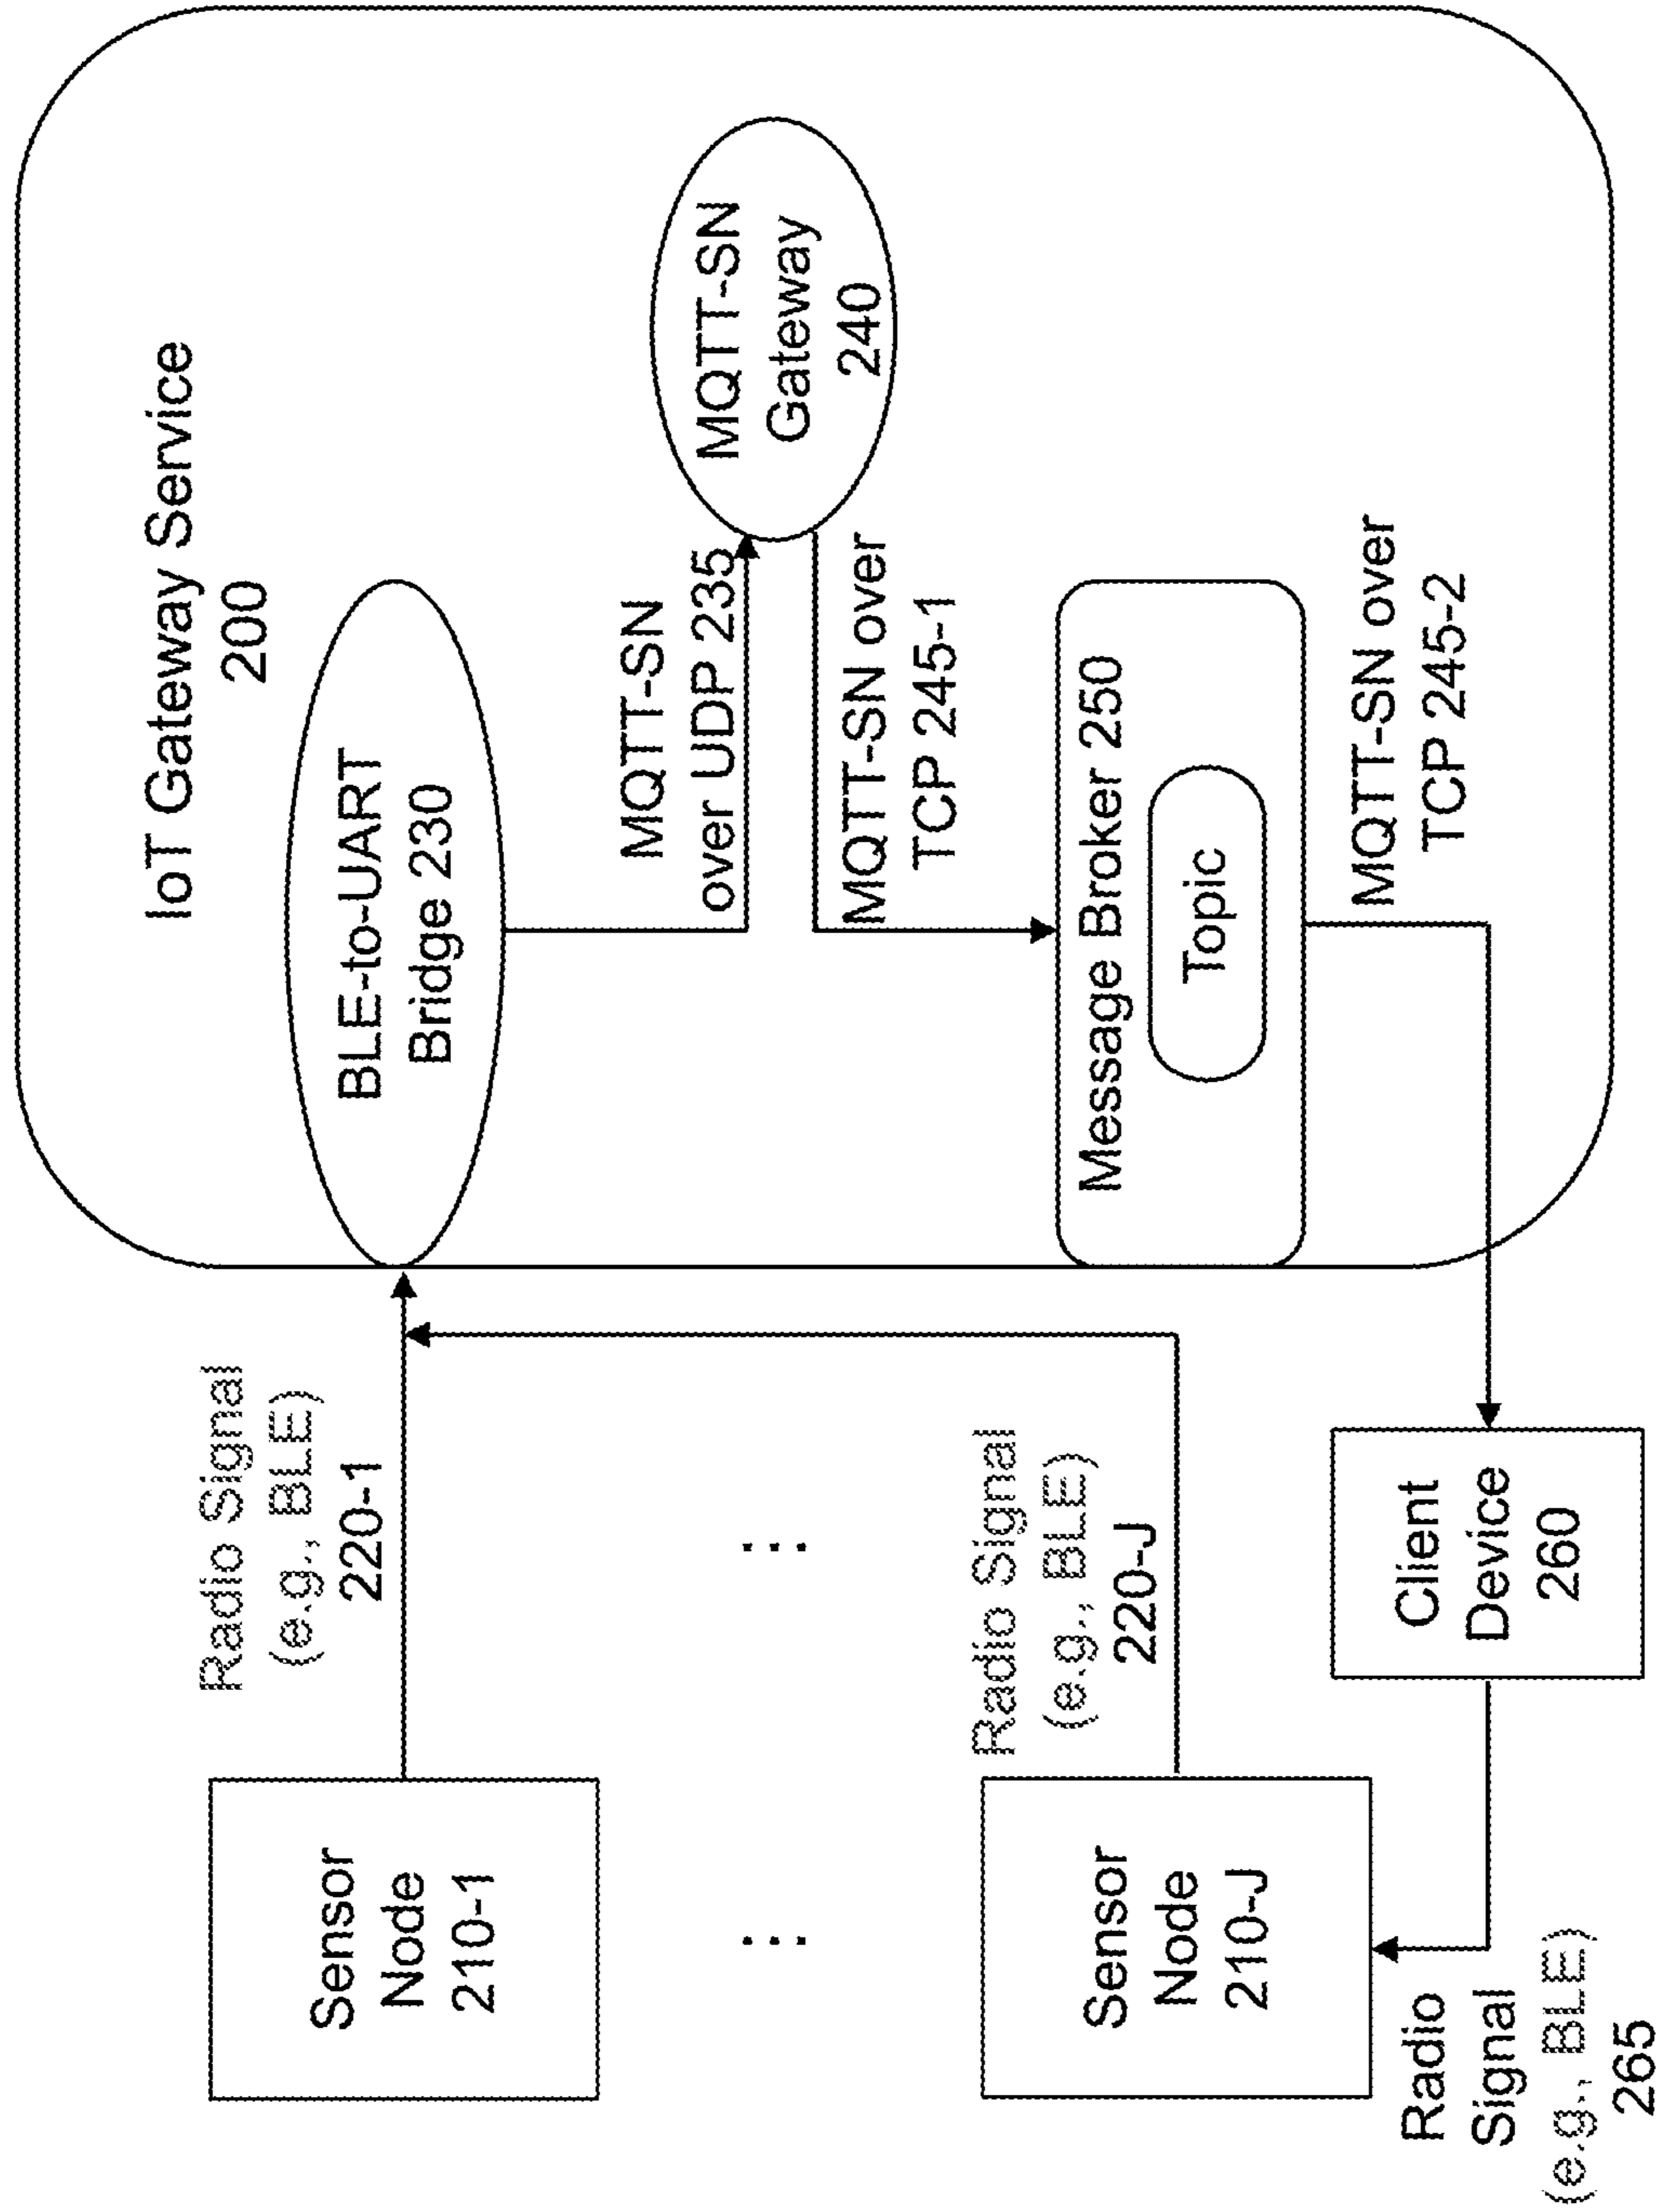 IoT Gateway Service
200
Sensor
Node
210-1
Radio Signal
(e.g., BLE)
220-1
BLE-to-UART
Bridge 230
MQTT-SN
over UDP 235
MQTT-SN
Gateway
240
...
...
MQTT-SN over
TCP 245-1
Sensor
Node
210-J
Radio Signal
(e.g., BLE)
220-J
Message Broker 250
Topic
MQTT-SN over
TCP 245-2
Client
Device
260
Radio
Signal
(e.g., BLE)
265